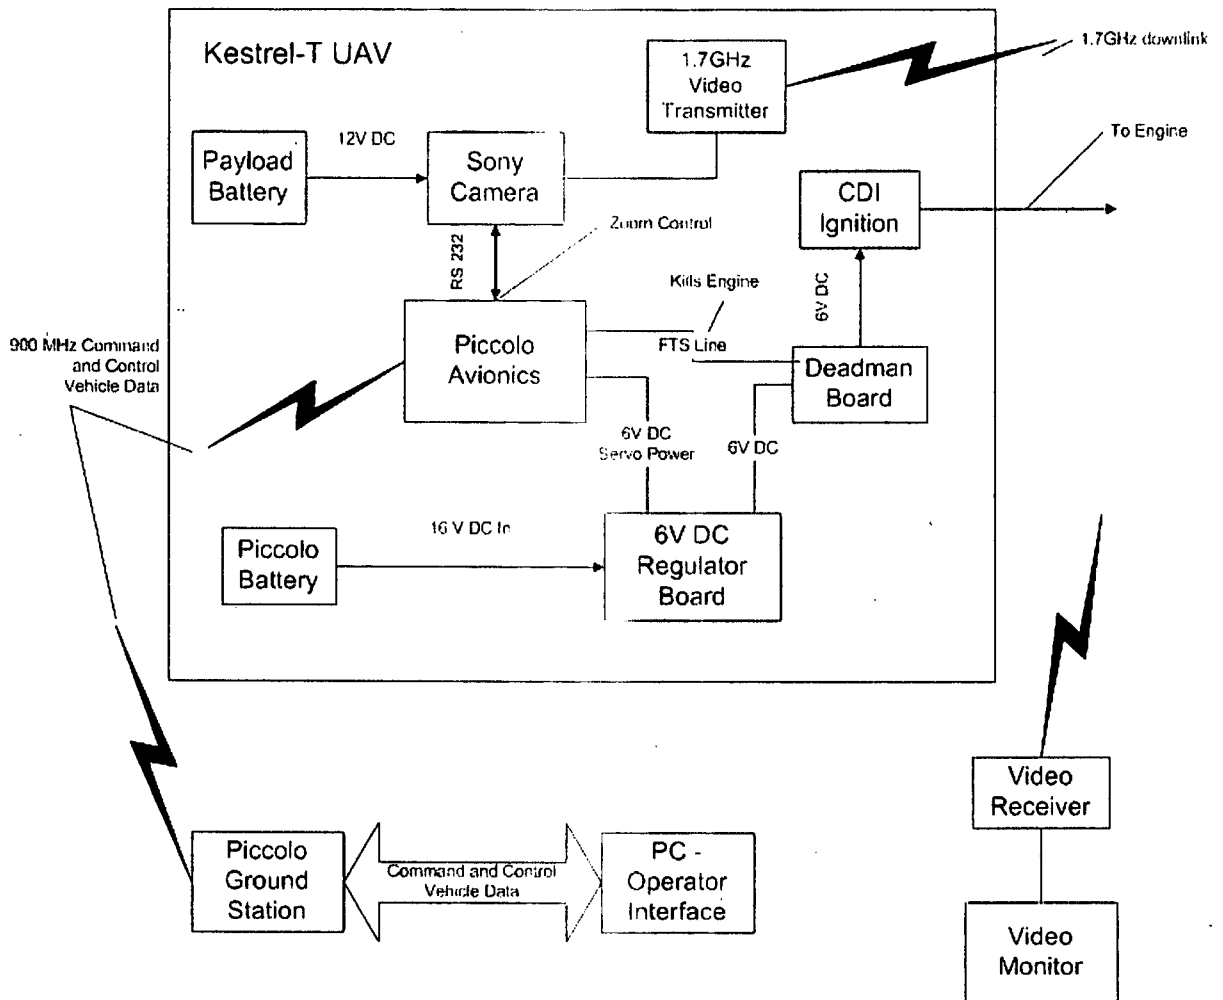 Kestrel-T UAV
1.7GHz
Video
Transmitter
1.7GHz downlink
To Engine
12V DC
Payload
Battery
Sony
Camera
CDI
Ignition
Zoom Control
RS 232
Kills Engine
6V DC
900 MHz Command
and Control
Vehicle Data
Piccolo
Avionics
FTS Line
Deadman
Board
6V DC
Servo Power
6V DC
16 V DC In
Piccolo
Battery
6V DC
Regulator
Board
Video
Receiver
Piccolo
Ground
Station
Command and Control
Vehicle Data
PC -
Operator
Interface
Video
Monitor